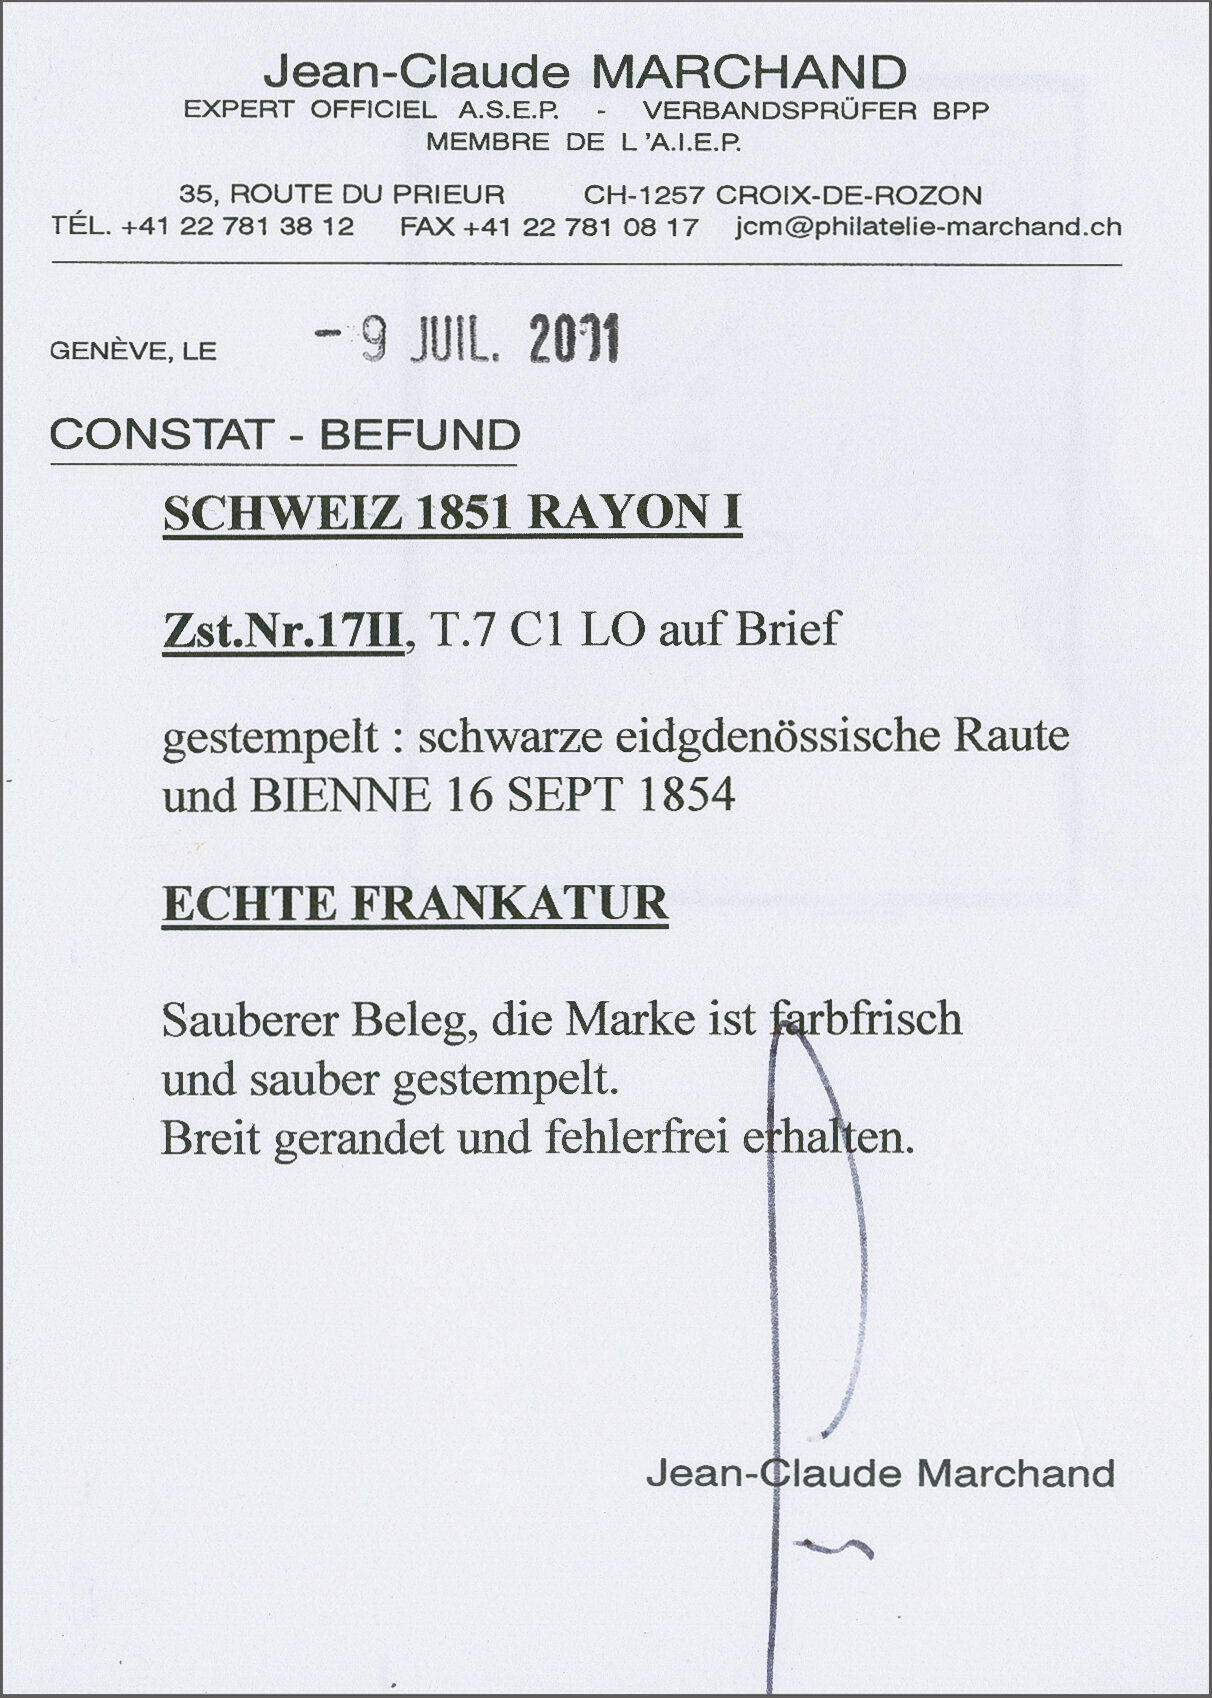 Jean-Claude MARCHAND
EXPERT OFFICIEL A.S.E.P. - VERBANDSPRÜFER BPP
MEMBRE DE L'A.I.E.P.
35, ROUTE DU PRIEUR CH-1257 CROIX-DE-ROZON
TÉL. +41 22 781 38 12 FAX +41 22 781 08 17 jcm@philatelie-marchand.ch
GENÈVE, LE - 9 JUIL. 2001
CONSTAT - BEFUND
SCHWEIZ 1851 RAYON I
Zst.Nr.17II, T.7 C1 LO auf Brief
gestempelt : schwarze eidgdenössische Raute
und BIENNE 16 SEPT 1854
ECHTE FRANKATUR
Sauberer Beleg, die Marke ist farbfrisch
und sauber gestempelt.
Breit gerandet und fehlerfrei erhalten.
Jean-Claude Marchand